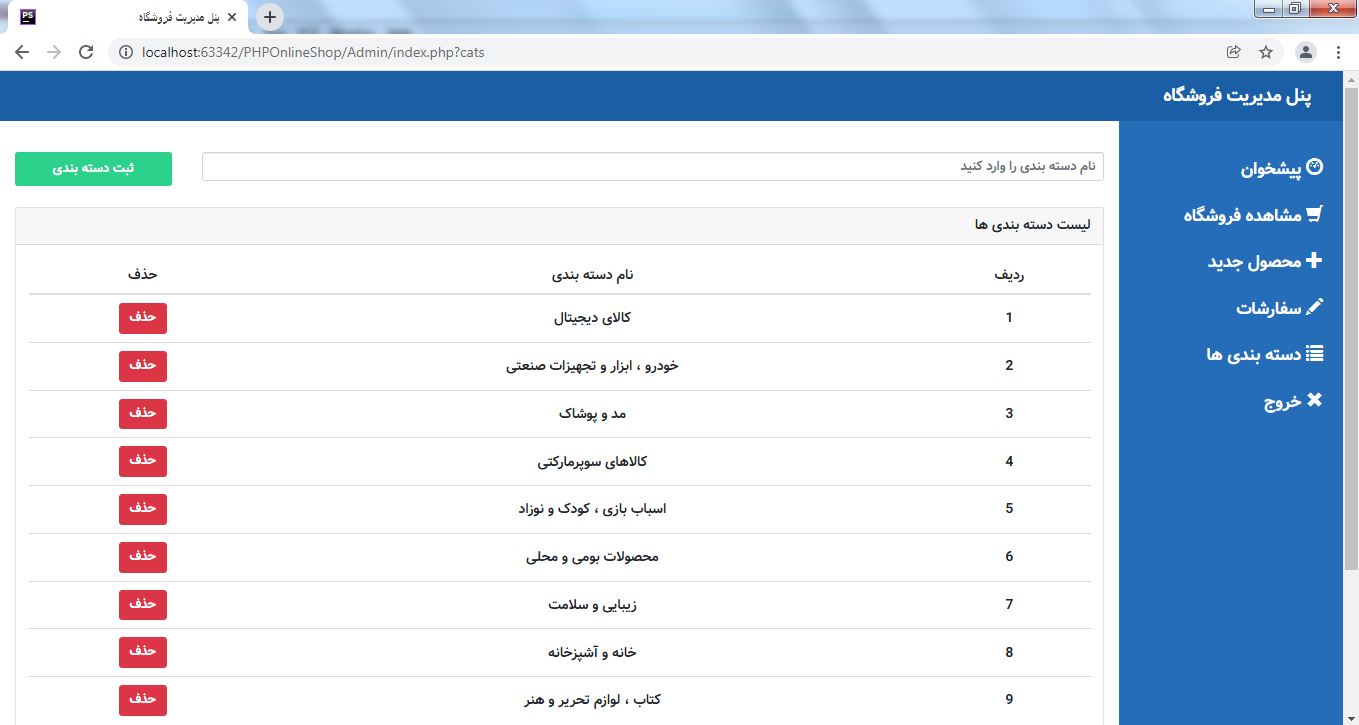 پنل مدیریت فروشگاه
localhost:63342/PHPOnlineShop/Admin/index.php?cats
پنل مدیریت فروشگاه
پیشخوان
مشاهده فروشگاه
محصول جدید
سفارشات
دسته بندی ها
خروج
نام دسته بندی را وارد کنید
ثبت دسته بندی
لیست دسته بندی ها
ردیف نام دسته بندی حذف
1 کالای دیجیتال حذف
2 خودرو ، ابزار و تجهیزات صنعتی حذف
3 مد و پوشاک حذف
4 کالاهای سوپرمارکتی حذف
5 اسباب بازی ، کودک و نوزاد حذف
6 محصولات بومی و محلی حذف
7 زیبایی و سلامت حذف
8 خانه و آشپزخانه حذف
9 کتاب ، لوازم تحریر و هنر حذف